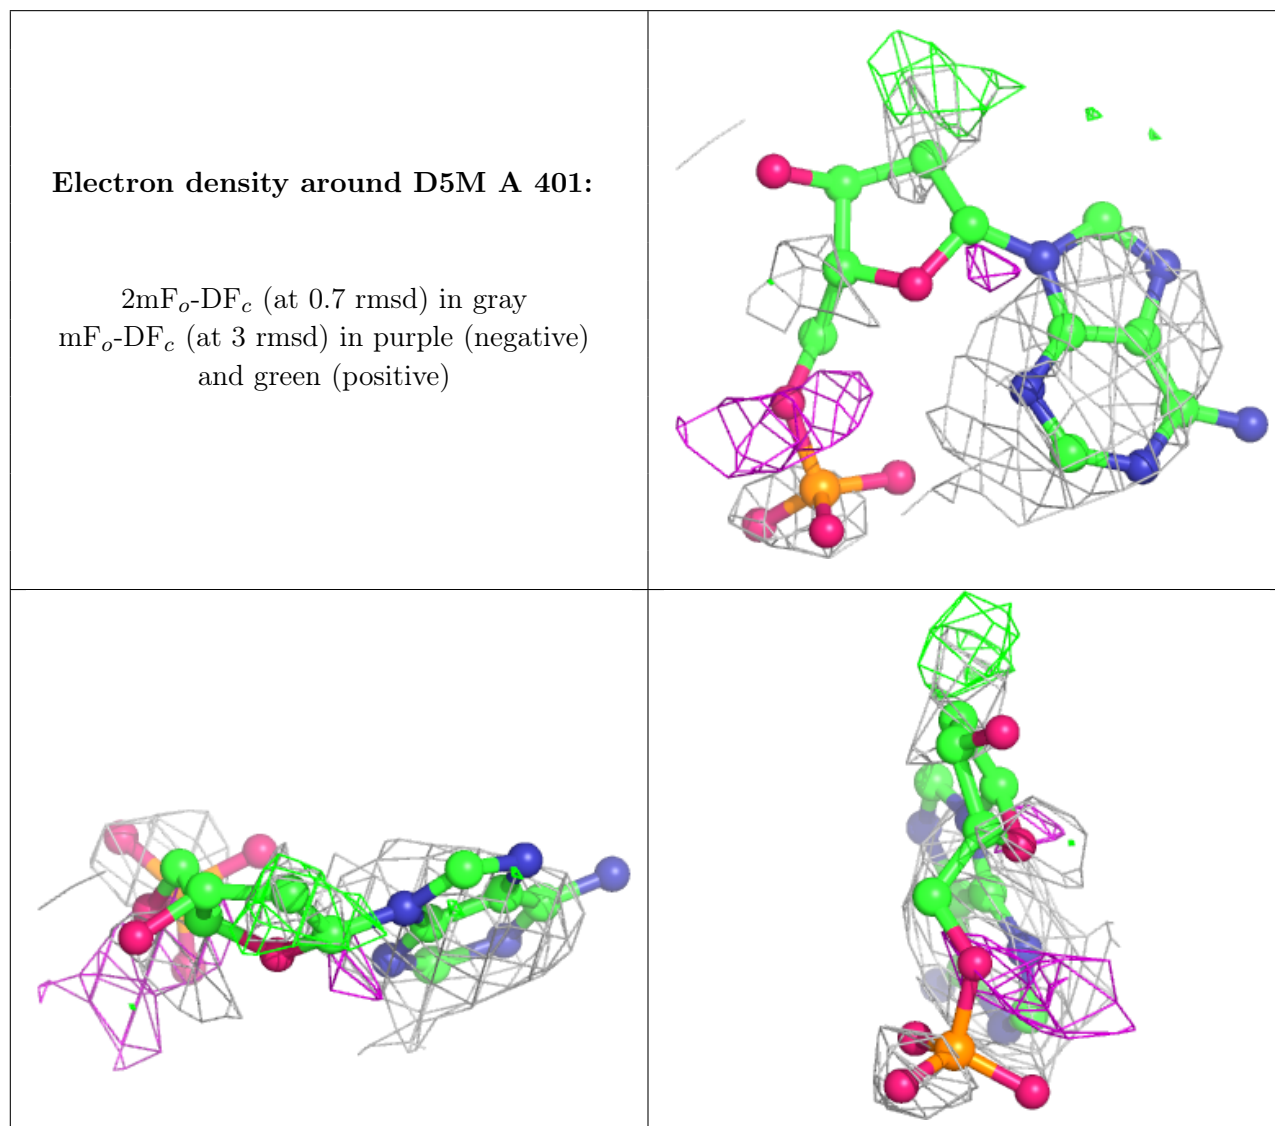 Electron density around D5M A 401:
2mFo-DFc (at 0.7 rmsd) in gray
mFo-DFc (at 3 rmsd) in purple (negative)
and green (positive)